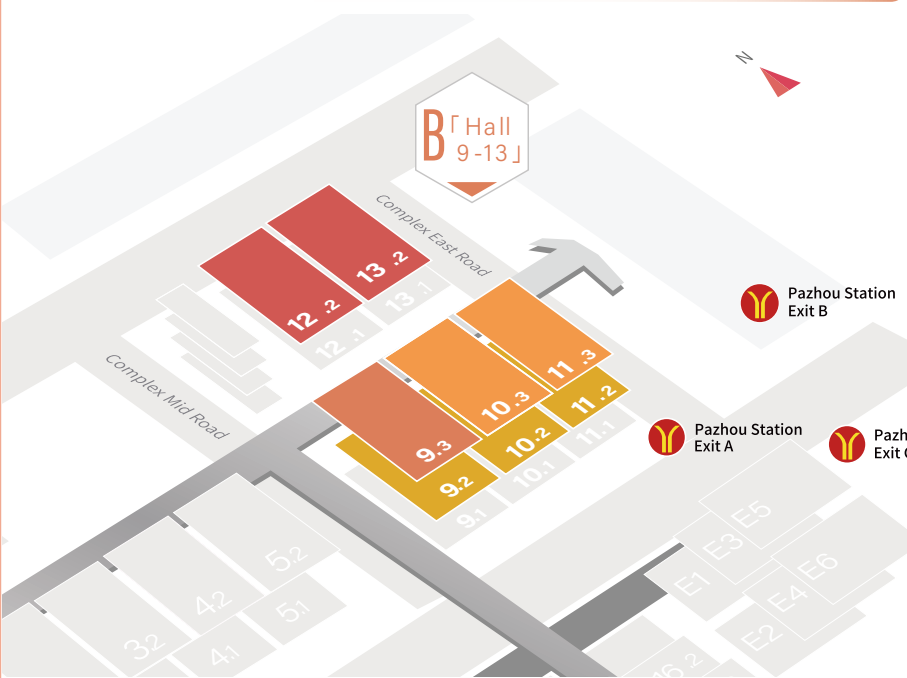 N
B「Hall
9-13」
Complex East Road
13.2
13.1
12.2
12.1
Pazhou Station
Exit B
Complex Mid Road
11.3
10.3
9.3
11.2
10.2
9.2
11.1
10.1
9.1
Pazhou Station
Exit A
Pazh
Exit
E5
E3
E1
E6
E4
E2
5.2
4.2
3.2
5.1
4.1
16.2